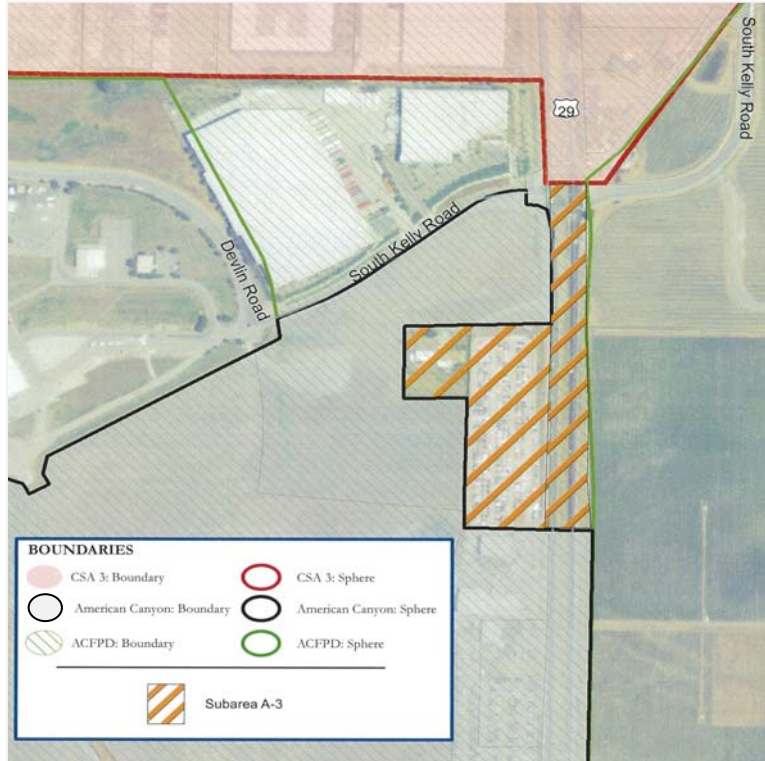 South Kelly Road
29
South Kelly Road
Devlin Road
BOUNDARIES
CSA 3: Boundary
CSA 3: Sphere
American Canyon: Boundary
American Canyon: Sphere
ACFPD: Boundary
ACFPD: Sphere
Subarea A-3